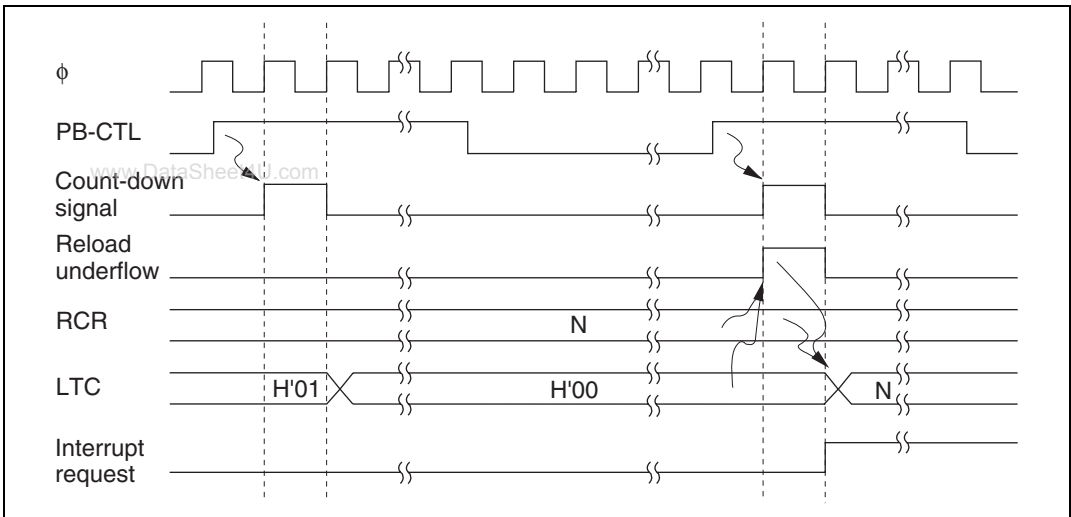 ϕ
PB-CTL
www.DataSheet4U.com
Count-down
signal
Reload
underflow
RCR
N
LTC
H'01
H'00
N
Interrupt
request